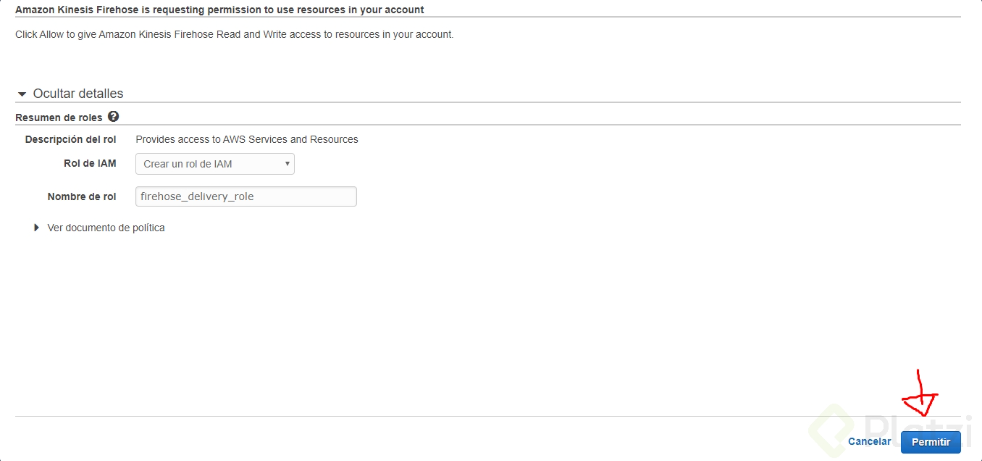 Amazon Kinesis Firehose is requesting permission to use resources in your account
Click Allow to give Amazon Kinesis Firehose Read and Write access to resources in your account.
Ocultar detalles
Resumen de roles ?
Descripción del rol Provides access to AWS Services and Resources
Rol de IAM Crear un rol de IAM
Nombre de rol firehose_delivery_role
Ver documento de política
Platzi
Cancelar Permitir